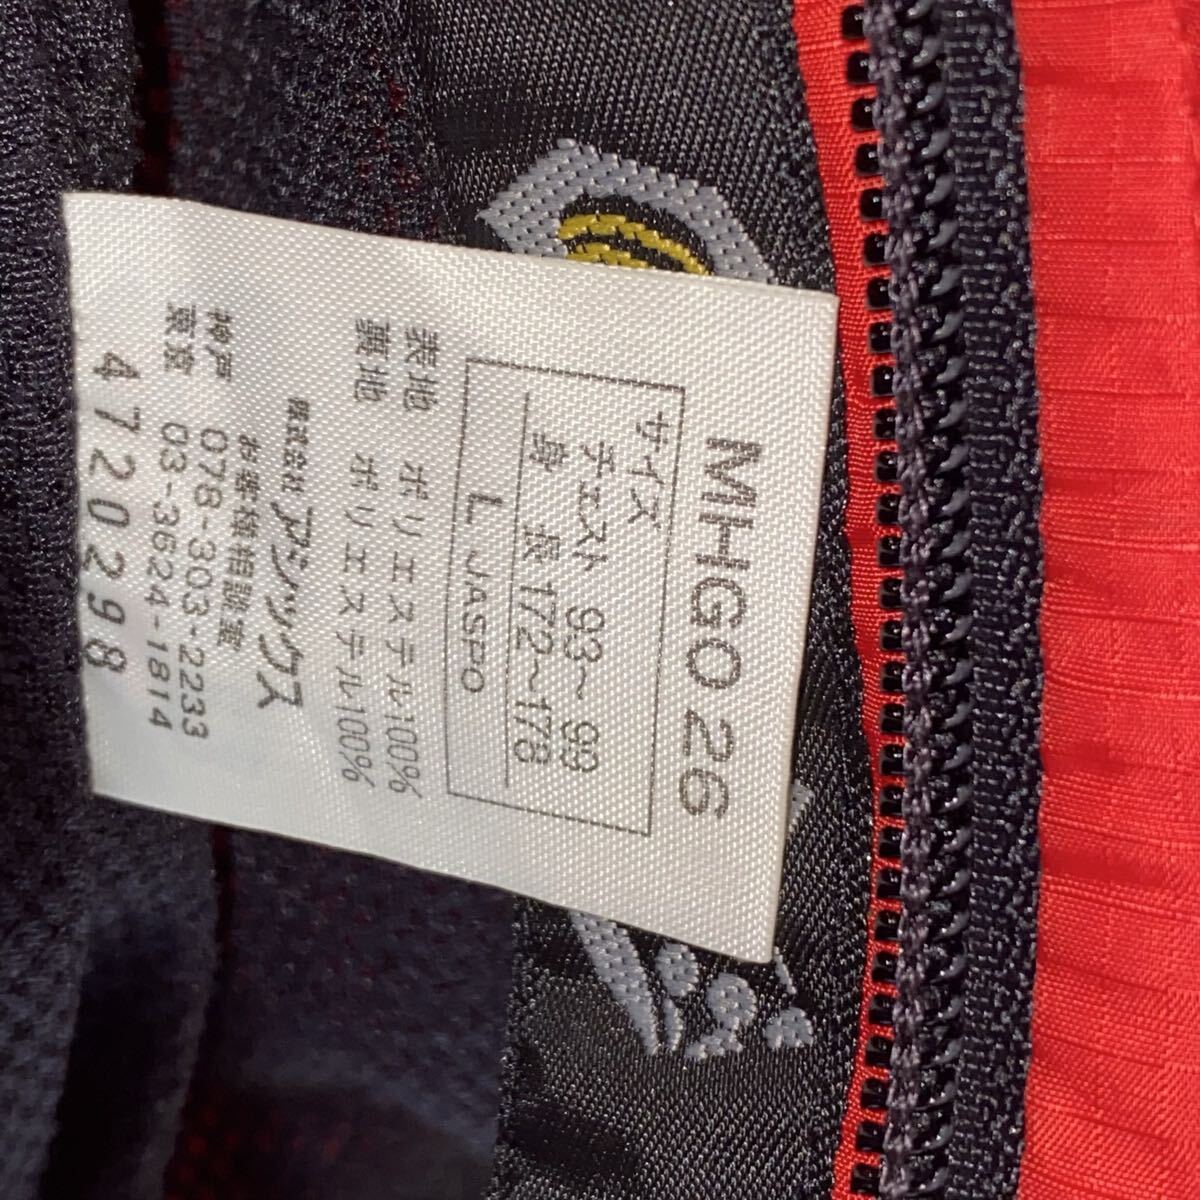 MHGO 26
サイズ
チェスト 93〜 99
身 長 172〜178
L JASPO
表地 ポリエステル100%
裏地 ポリエステル100%
株式会社 アシックス
お客様相談室
神戸 078-303-2233
東京 03-3624-1814
470298